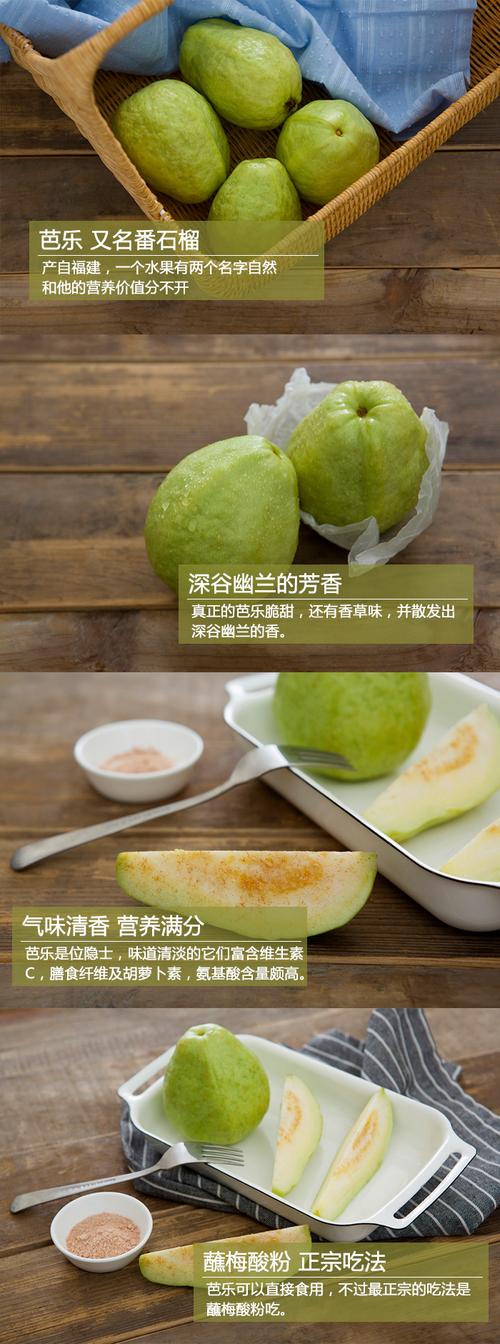 芭乐 又名番石榴
产自福建，一个水果有两个名字自然
和他的营养价值分不开
深谷幽兰的芳香
真正的芭乐脆甜，还有香草味，并散发出
深谷幽兰的香。
气味清香 营养满分
芭乐是位隐士，味道清淡的它们富含维生素
C，膳食纤维及胡萝卜素，氨基酸含量颇高。
蘸梅酸粉 正宗吃法
芭乐可以直接食用，不过最正宗的吃法是
蘸梅酸粉吃。